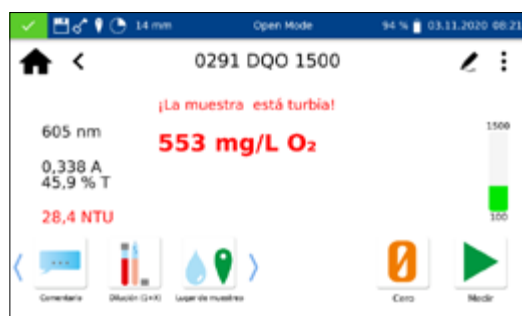 14 mm Open Mode 94 % 03.11.2020 08:21
0291 DQO 1500
¡La muestra está turbia!
605 nm
553 mg/L O₂
1500
0,338 A
45,9 % T
28,4 NTU
100
Comentario Dilución (1+X) Lugar de muestreo Cero Medir